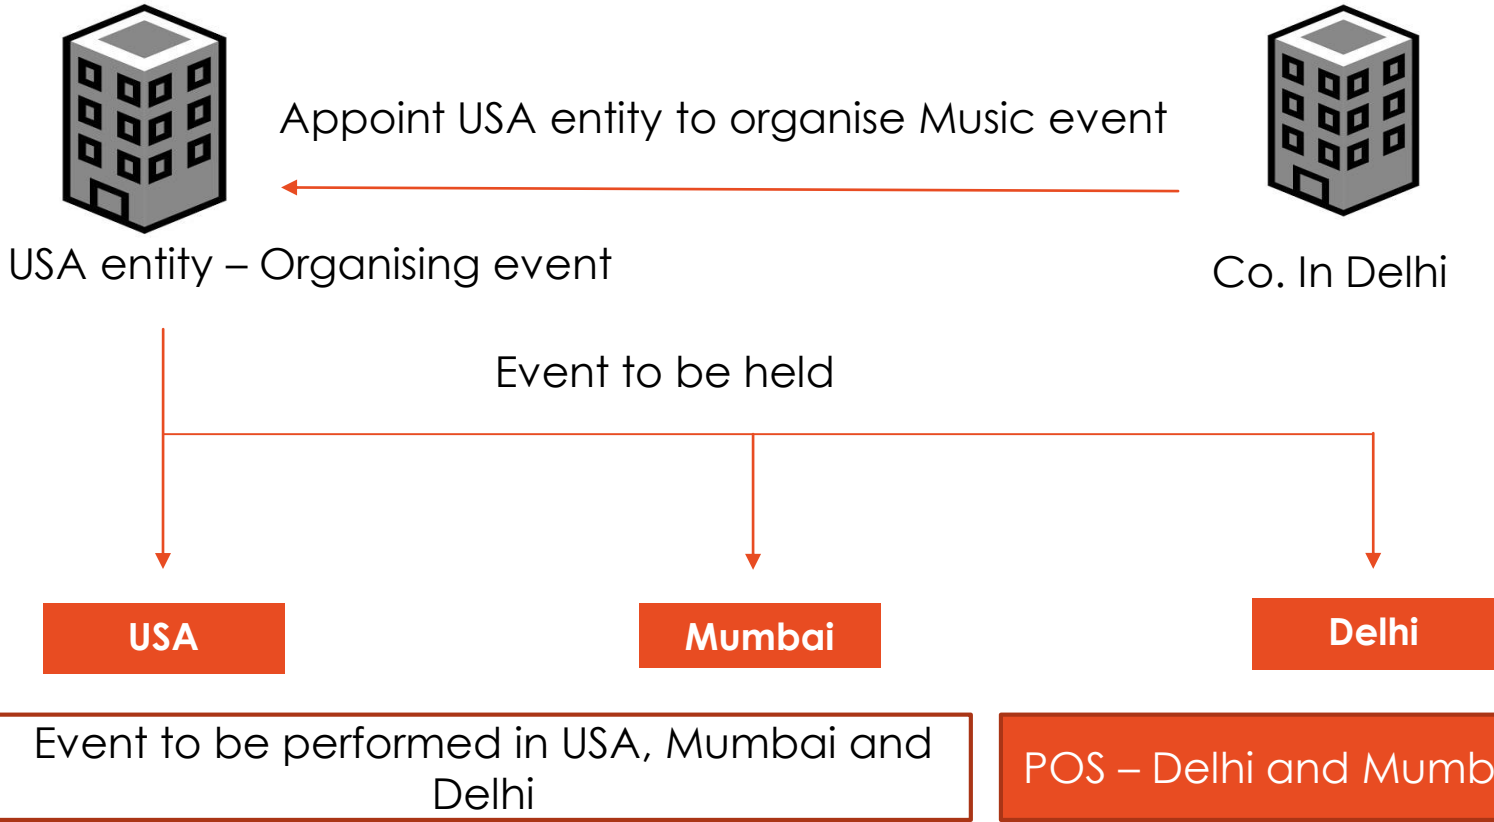 Appoint USA entity to organise Music event
USA entity – Organising event
Co. In Delhi
Event to be held
USA
Mumbai
Delhi
Event to be performed in USA, Mumbai and
Delhi
POS – Delhi and Mumb